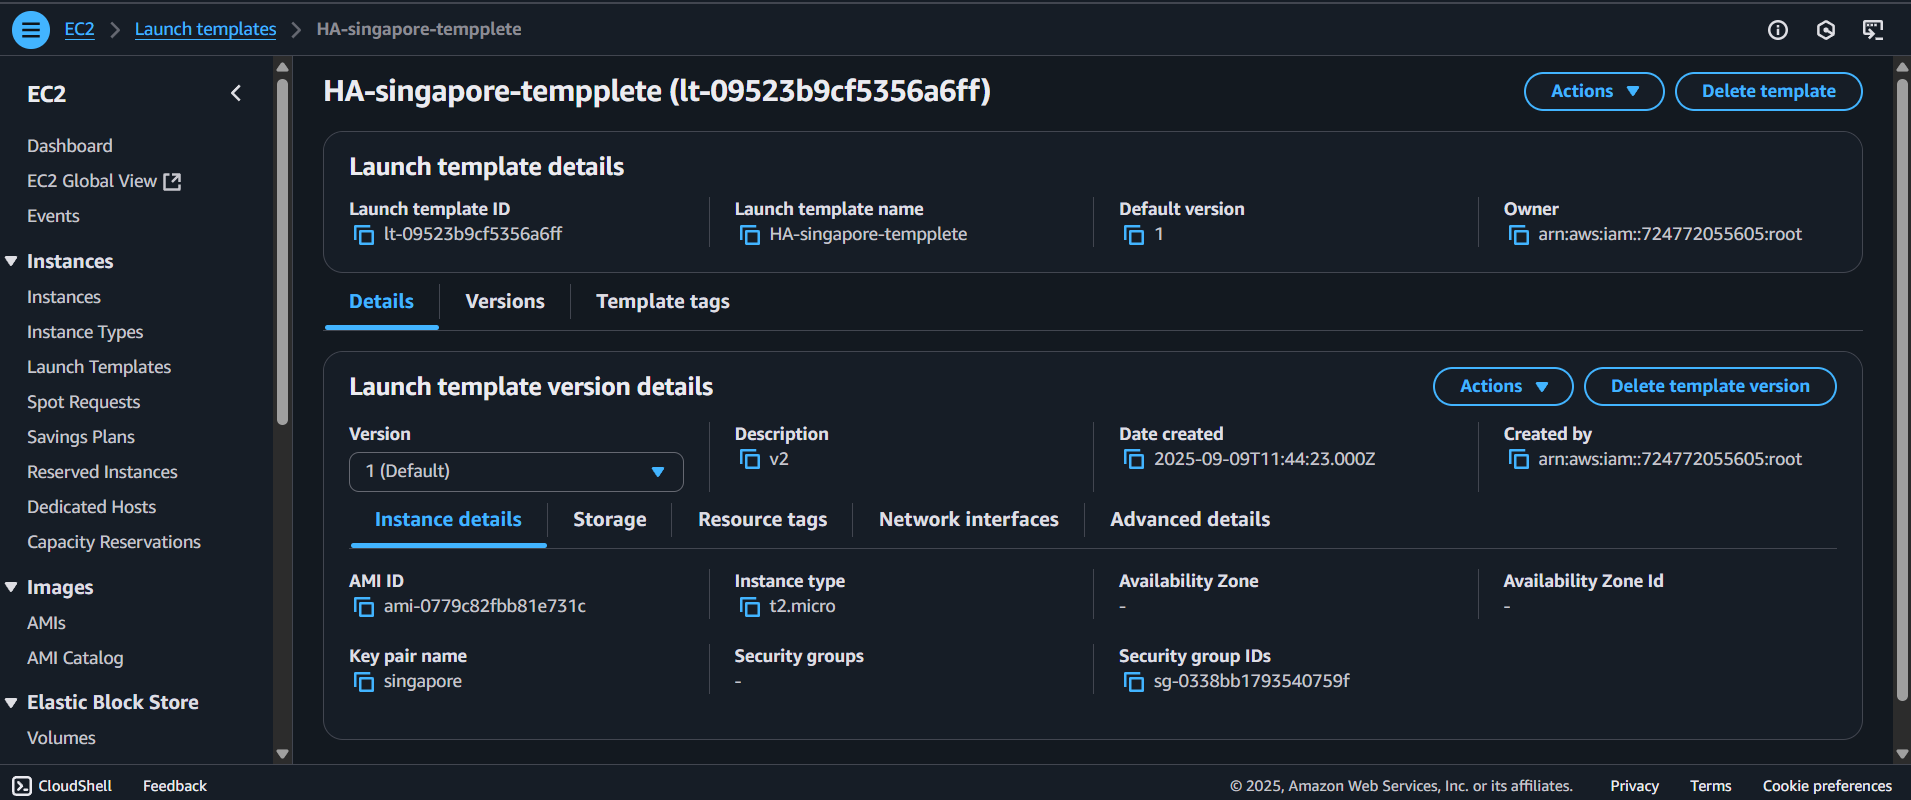 EC2 > Launch templates > HA-singapore-tempplete
EC2
Dashboard
EC2 Global View
Events
Instances
Instances
Instance Types
Launch Templates
Spot Requests
Savings Plans
Reserved Instances
Dedicated Hosts
Capacity Reservations
Images
AMIs
AMI Catalog
Elastic Block Store
Volumes
HA-singapore-tempplete (lt-09523b9cf5356a6ff)
Actions
Delete template
Launch template details
Launch template ID
lt-09523b9cf5356a6ff
Launch template name
HA-singapore-tempplete
Default version
1
Owner
arn:aws:iam::724772055605:root
Details
Versions
Template tags
Launch template version details
Actions
Delete template version
Version
1 (Default)
Description
v2
Date created
2025-09-09T11:44:23.000Z
Created by
arn:aws:iam::724772055605:root
Instance details
Storage
Resource tags
Network interfaces
Advanced details
AMI ID
ami-0779c82fbb81e731c
Instance type
t2.micro
Availability Zone
-
Availability Zone Id
-
Key pair name
singapore
Security groups
-
Security group IDs
sg-0338bb1793540759f
CloudShell
Feedback
© 2025, Amazon Web Services, Inc. or its affiliates.
Privacy
Terms
Cookie preferences